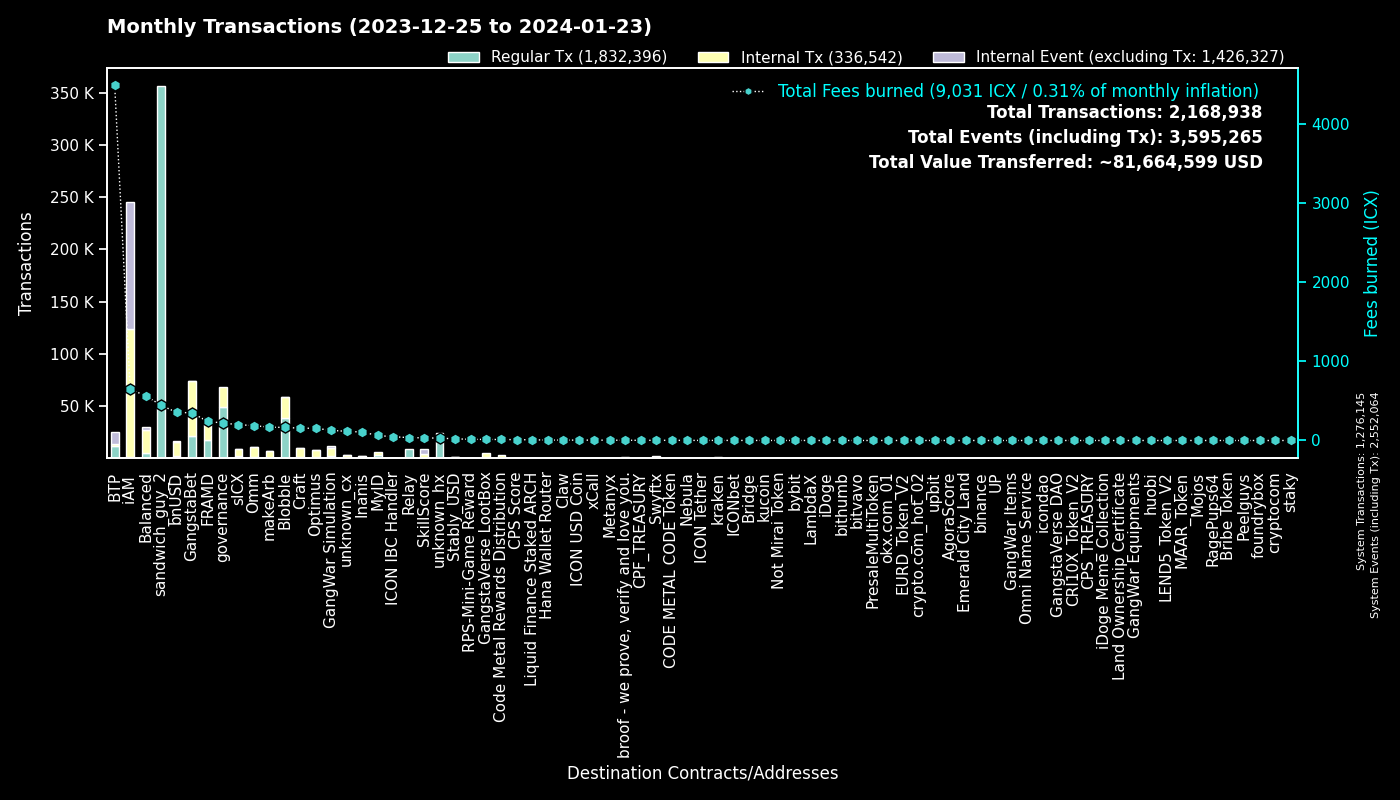 Monthly Transactions (2023-12-25 to 2024-01-23)
Regular Tx (1,832,396)
Internal Tx (336,542)
Internal Event (excluding Tx: 1,426,327)
Total Fees burned (9,031 ICX / 0.31% of monthly inflation)
Total Transactions: 2,168,938
Total Events (including Tx): 3,595,265
Total Value Transferred: ~81,664,599 USD
Transactions
350 K
300 K
250 K
200 K
150 K
100 K
50 K
4000
3000
2000
1000
0
Fees burned (ICX)
System Transactions: 1,276,145
System Events (including Tx): 2,552,064
BTP
IAM
Balanced
sandwich_guy_2
bnUSD
GangstaBet
FRAMD
governance
sICX
Omm
makeArb
Blobble
Craft
Optimus
GangWar Simulation
unknown_cx
Inanis
MyID
ICON IBC Handler
Relay
SkillScore
unknown_hx
Stably_USD
RPS-Mini-Game Reward
GangstaVerse LootBox
Code Metal Rewards Distribution
CPS Score
Liquid Finance Staked ARCH
Hana Wallet Router
Claw
ICON USD Coin
xCall
Metanyx
broof - we prove, verify and love you.
CPF_TREASURY
Swyftx
CODE METAL CODE Token
Nebula
ICON Tether
kraken
ICONbet
Bridge
kucoin
Not Mirai Token
bybit
LambdaX
iDoge
bithumb
bitvavo
PresaleMultiToken
okx.com_01
EURD_Token_V2
crypto.com_hot_02
upbit
AgoraScore
Emerald City Land
binance
UP
GangWar Items
Omni Name Service
icondao
GangstaVerse DAO
CRI10X_Token_V2
CPS_TREASURY
iDoge Meme Collection
Land Ownership Certificate
GangWar Equipments
huobi
LEND5_Token_V2
MAAR_Token
_Mojos
RagePups64
Bribe Token
Peelguys
foundrybox
cryptcom
staky
Destination Contracts/Addresses